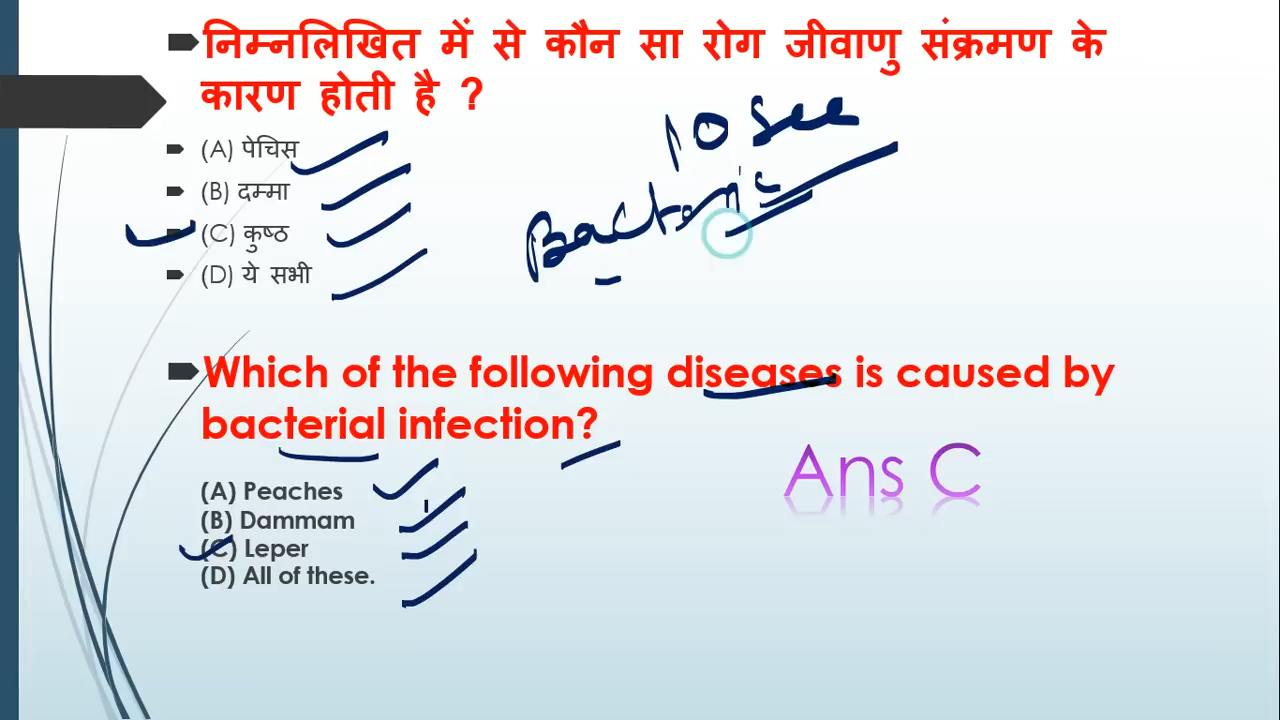 निम्नलिखित में से कौन सा रोग जीवाणु संक्रमण के
कारण होती है ?
(A) पेचिस
(B) दम्मा
(C) कुष्ठ
(D) ये सभी
10 See
Bacteria
Which of the following diseases is caused by
bacterial infection?
(A) Peaches
(B) Dammam
(C) Leper
(D) All of these.
Ans C